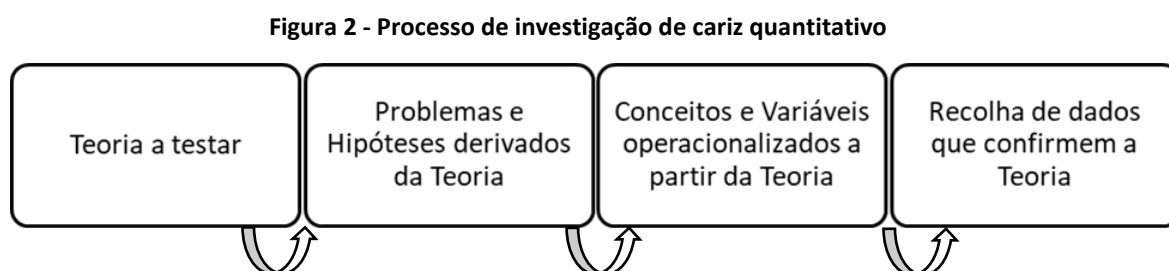 Figura 2 - Processo de investigação de cariz quantitativo
Teoria a testar
Problemas e
Hipóteses derivados
da Teoria
Conceitos e Variáveis
operacionalizados a
partir da Teoria
Recolha de dados
que confirmem a
Teoria